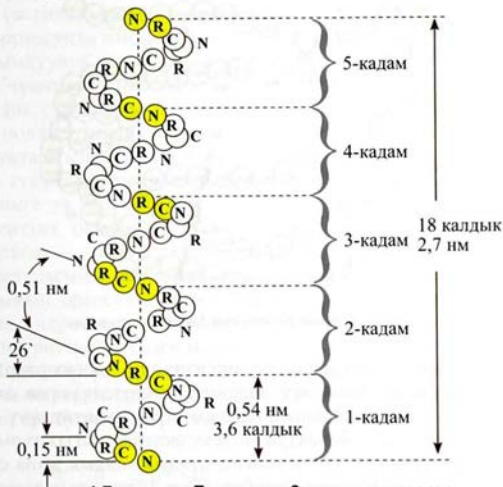 5-кадам
4-кадам
3-кадам
2-кадам
1-кадам
18 калдык
2,7 нм
0,51 нм
26`
0,54 нм
3,6 калдык
0,15 нм
N R C N R
R N C
N C R C N R
R N C R N C
C N R C N
C R N C R
N R C N R
R N C R N
C N R C N
C R N C R
R C N